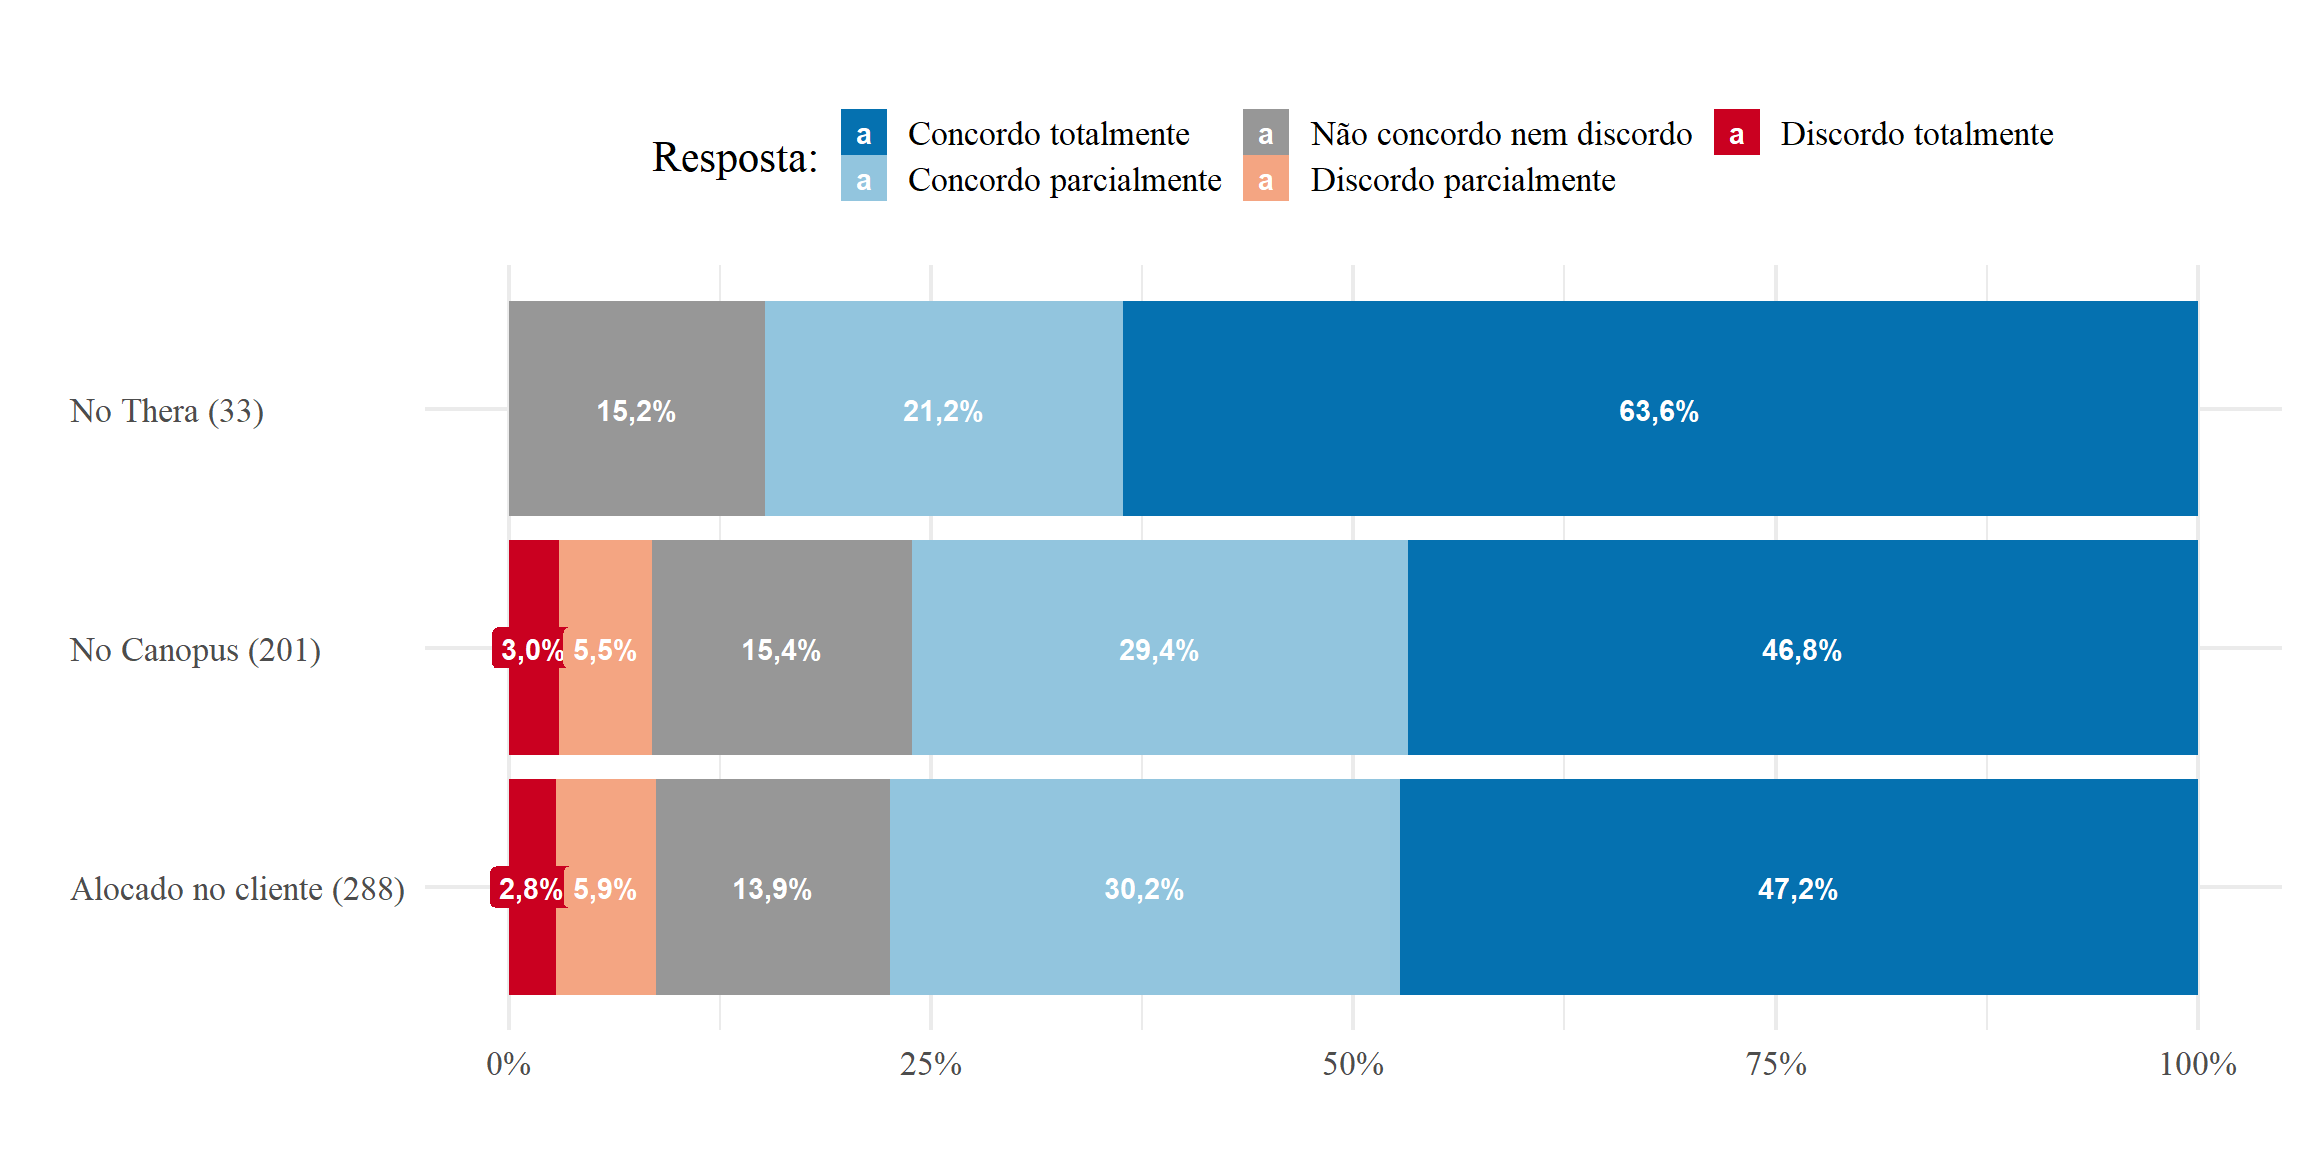 Resposta:
a Concordo totalmente
a Não concordo nem discordo
a Discordo totalmente
a Concordo parcialmente
a Discordo parcialmente
No Thera (33)
15,2% 21,2% 63,6%
No Canopus (201)
3,0% 5,5% 15,4% 29,4% 46,8%
Alocado no cliente (288)
2,8% 5,9% 13,9% 30,2% 47,2%
0% 25% 50% 75% 100%